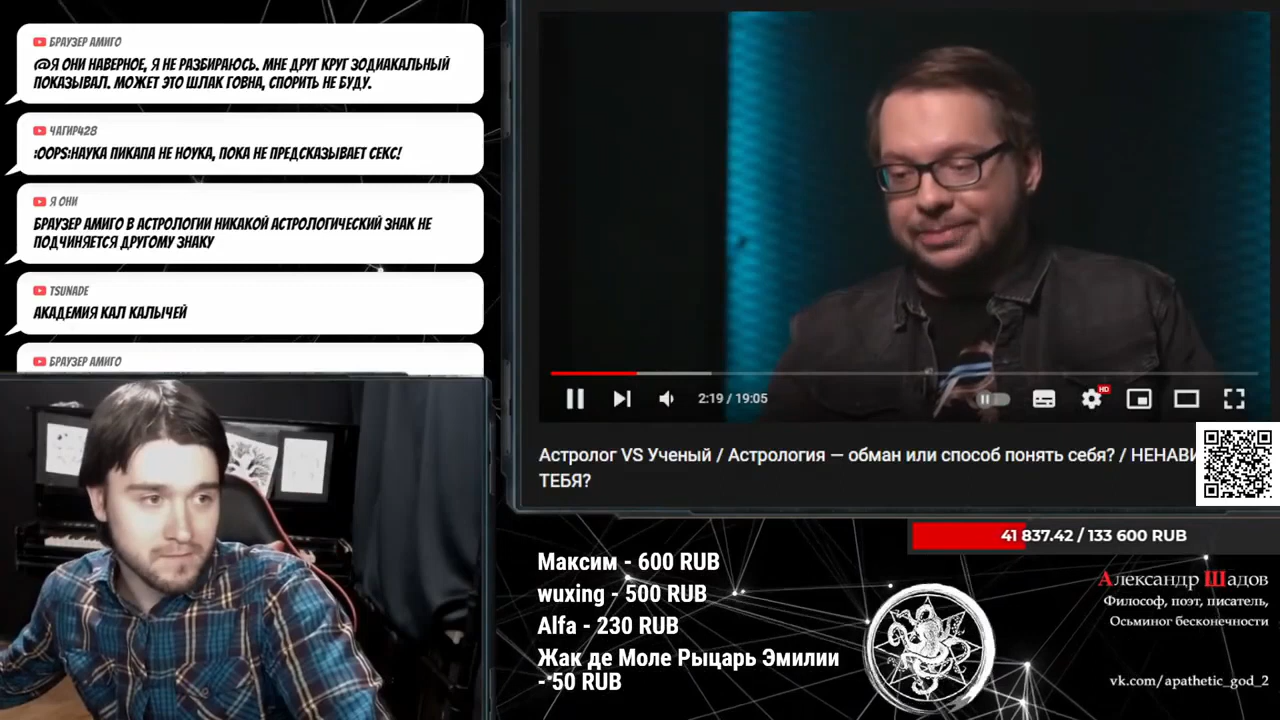 БРАУЗЕР АМИГО
@Я ОНИ НАВЕРНОЕ, Я НЕ РАЗБИРАЮСЬ. МНЕ ДРУГ КРУГ ЗОДИАКАЛЬНЫЙ
ПОКАЗЫВАЛ. МОЖЕТ ЭТО ШЛАК ГОВНА, СПОРИТЬ НЕ БУДУ.
ЧАГИР428
:OOPS:НАУКА ПИКАПА НЕ НОУКА, ПОКА НЕ ПРЕДСКАЗЫВАЕТ СЕКС!
Я ОНИ
БРАУЗЕР АМИГО В АСТРОЛОГИИ НИКАКОЙ АСТРОЛОГИЧЕСКИЙ ЗНАК НЕ
ПОДЧИНЯЕТСЯ ДРУГОМУ ЗНАКУ
TSUNADE
АКАДЕМИЯ КАЛ КАЛЫЧЕЙ
БРАУЗЕР АМИГО
2:19 / 19:05
HD
Астролог VS Ученый / Астрология — обман или способ понять себя? / НЕНАВИ
ТЕБЯ?
41 837.42 / 133 600 RUB
Максим - 600 RUB
wuxing - 500 RUB
Alfa - 230 RUB
Жак де Моле Рыцарь Эмилии
- 50 RUB
Александр Шадов
Философ, поэт, писатель,
Осьминог бесконечности
vk.com/apathetic_god_2